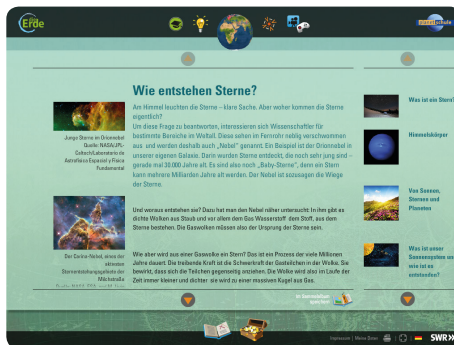 Erde
planet schule
Wie entstehen Sterne?
Am Himmel leuchten die Sterne – klare Sache. Aber woher kommen die Sterne
eigentlich?
Um diese Frage zu beantworten, interessieren sich Wissenschaftler für
bestimmte Bereiche im Weltall. Diese sehen im Fernrohr neblig verschwommen
aus und werden deshalb auch „Nebel" genannt. Ein Beispiel ist der Orionnebel in
unserer eigenen Galaxie. Darin wurden Sterne entdeckt, die noch sehr jung sind –
gerade mal 30.000 Jahre alt. Es sind also noch „Baby-Sterne", denn ein Stern
kann mehrere Milliarden Jahre alt werden. Der Nebel ist sozusagen die Wiege
der Sterne.
Und woraus entstehen sie? Dazu hat man den Nebel näher untersucht: In ihm gibt es
dichte Wolken aus Staub und vor allem dem Gas Wasserstoff dem Stoff, aus dem
Sterne bestehen. Die Gaswolken müssen also der Ursprung der Sterne sein.
Wie aber wird aus einer Gaswolke ein Stern? Das ist ein Prozess der viele Millionen
Jahre dauert. Die treibende Kraft ist die Schwerkraft der Gasteilchen in der Wolke. Sie
bewirkt, dass sich die Teilchen gegenseitig anziehen. Die Wolke wird also im Laufe der
Zeit immer kleiner und dichter sie wird zu einer massiven Kugel aus Gas.
Junge Sterne im Orionnebel
Quelle: NASA/JPL-
Caltech/Laboratorio de
Astrofísica Espacial y Física
Fundamental
Der Carina-Nebel, eines der
aktivsten
Sternentstehungsgebiete der
Milchstraße
Was ist ein Stern?
Himmelskörper
Von Sonnen,
Sternen und
Planeten
Was ist unser
Sonnensystem und
wie ist es
entstanden?
Im Sammelalbum
speichern
Impressum | Meine Daten
SWR»